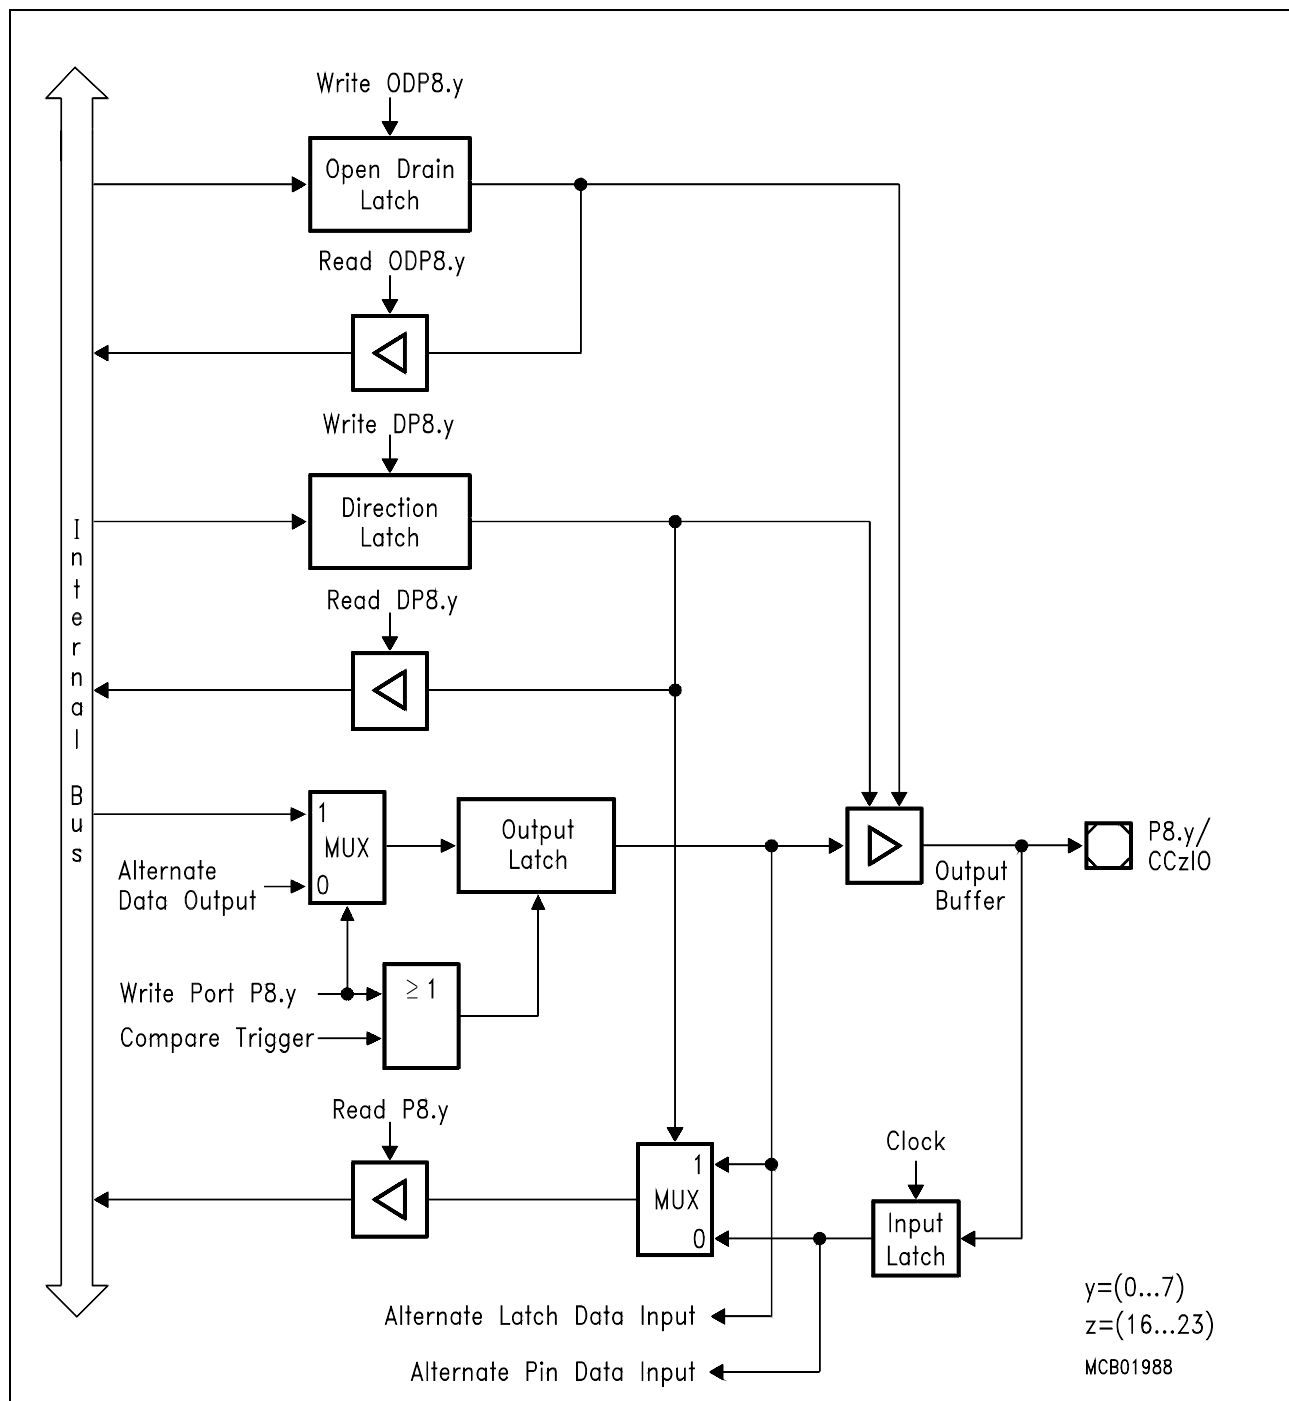 Write ODP8.y
Open Drain
Latch
Read ODP8.y
Write DP8.y
Direction
Latch
Read DP8.y
Internal Bus
1
MUX
0
Output
Latch
Alternate
Data Output
Output
Buffer
P8.y/
CCzIO
Write Port P8.y
≥ 1
Compare Trigger
Read P8.y
1
MUX
0
Clock
Input
Latch
Alternate Latch Data Input
Alternate Pin Data Input
y=(0...7)
z=(16...23)
MCB01988